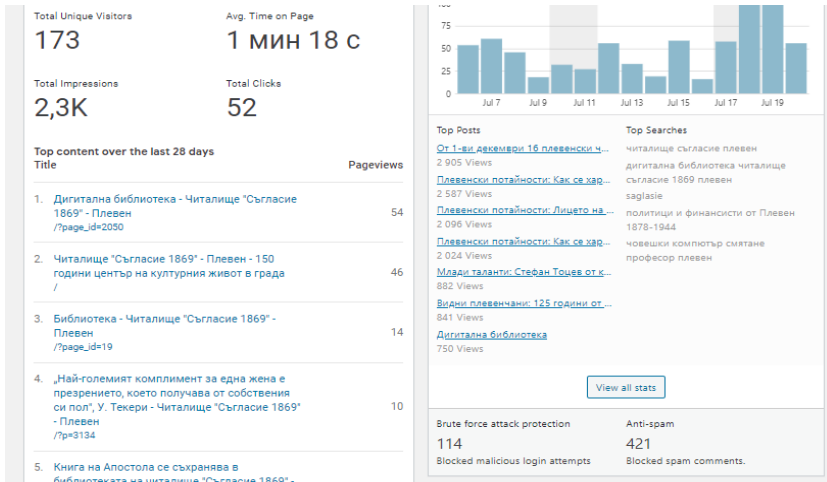 Total Unique Visitors
173
Avg. Time on Page
1 мин 18 с
Total Impressions
2,3K
Total Clicks
52
Top content over the last 28 days
Title Pageviews
1. Дигитална библиотека - Читалище "Съгласие
1869" - Плевен
/?page_id=2050
54
2. Читалище "Съгласие 1869" - Плевен - 150
години център на културния живот в града
/
46
3. Библиотека - Читалище "Съгласие 1869" -
Плевен
/?page_id=19
14
4. „Най-големият комплимент за една жена е
презрението, което получава от собствения
си пол", У. Текери - Читалище "Съгласие 1869"
- Плевен
/?p=3134
10
5. Книга на Апостола се съхранява в
библиотеката на читалище "Съгласие 1869" -
100
75
50
25
0
Jul 7 Jul 9 Jul 11 Jul 13 Jul 15 Jul 17 Jul 19
Top Posts
От 1-ви декември 16 плевенски ч...
2 905 Views
Плевенски потайности: Как се хар...
2 587 Views
Плевенски потайности: Лицето на ...
2 096 Views
Плевенски потайности: Как се хар...
2 024 Views
Млади таланти: Стефан Тоцев от к...
882 Views
Видни плевенчани: 125 години от ...
841 Views
Дигитална библиотека
750 Views
Top Searches
читалище съгласие плевен
дигитална библиотека читалище
съгласие 1869 плевен
saglasie
политици и финансисти от Плевен
1878-1944
човешки компютър смятане
професор плевен
View all stats
Brute force attack protection
114
Blocked malicious login attempts
Anti-spam
421
Blocked spam comments.